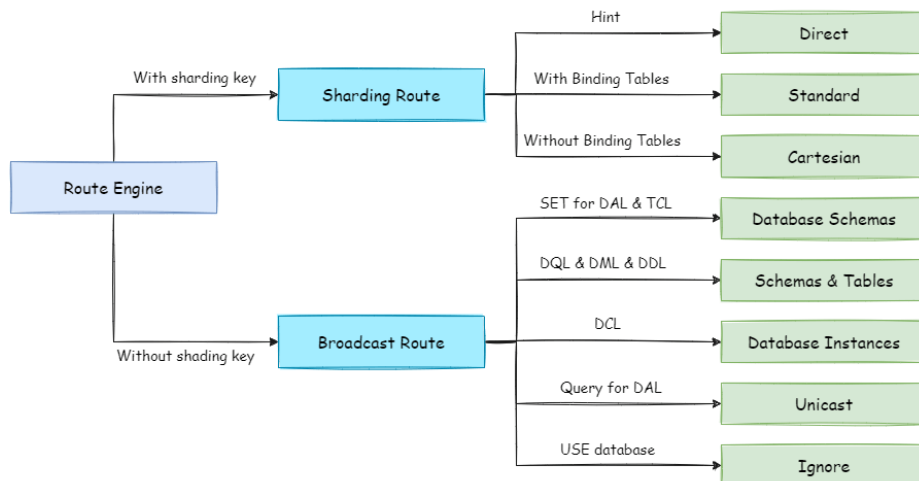 Hint
Direct
With sharding key
With Binding Tables
Sharding Route
Standard
Without Binding Tables
Cartesian
Route Engine
SET for DAL & TCL
Database Schemas
DQL & DML & DDL
Schemas & Tables
DCL
Without shading key
Broadcast Route
Database Instances
Query for DAL
Unicast
USE database
Ignore